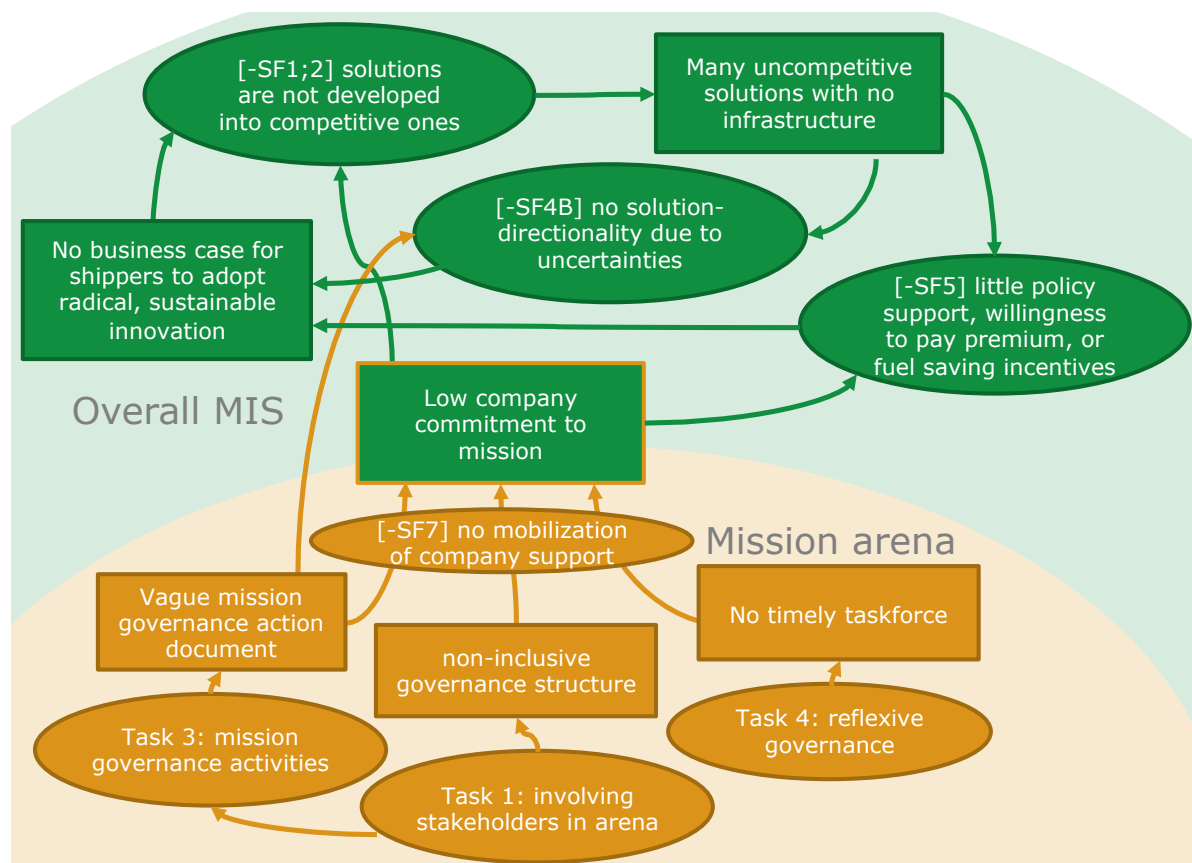 [-SF1;2] solutions
are not developed
into competitive ones
Many uncompetitive
solutions with no
infrastructure
[-SF4B] no solution-
directionality due to
uncertainties
No business case for
shippers to adopt
radical, sustainable
innovation
[-SF5] little policy
support, willingness
to pay premium, or
fuel saving incentives
Overall MIS
Low company
commitment to
mission
[-SF7] no mobilization
of company support
Mission arena
Vague mission
governance action
document
non-inclusive
governance structure
No timely taskforce
Task 3: mission
governance activities
Task 1: involving
stakeholders in arena
Task 4: reflexive
governance